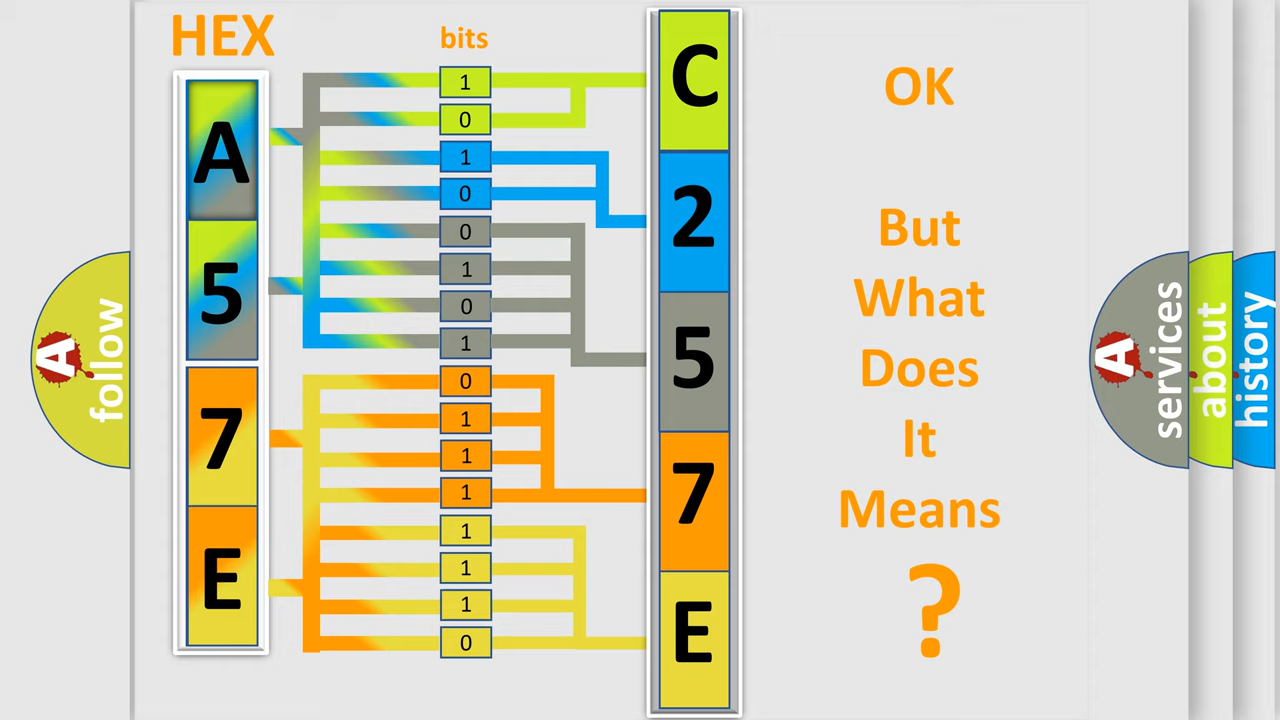 HEX
bits
A
5
7
E
1
0
1
0
0
1
0
1
0
1
1
1
1
1
1
0
C
2
5
7
E
OK
But
What
Does
It
Means
?
A
follow
A
services
about
history